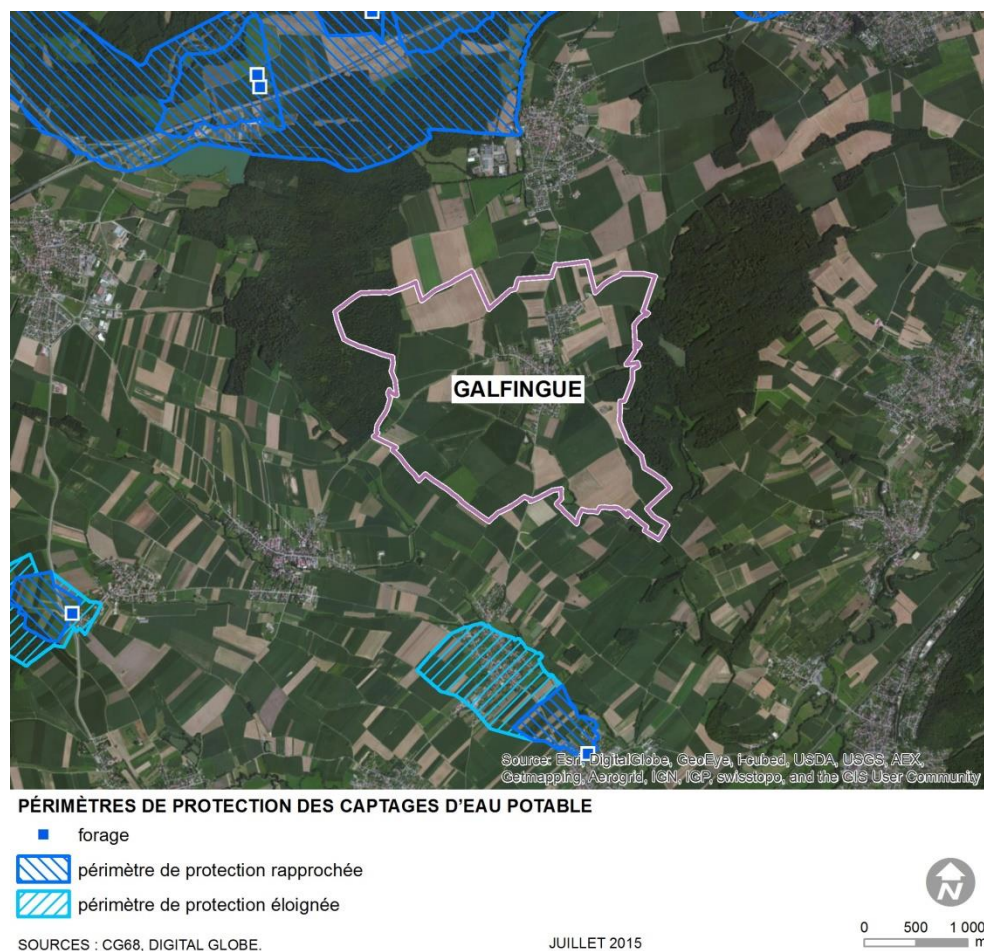 GALFINGUE
Source: Esri, DigitalGlobe, GeoEye, i-cubed, USDA, USGS, AEX,
Getmapping, Aerogrid, IGN, IGP, swisstopo, and the GIS User Community
PÉRIMÈTRES DE PROTECTION DES CAPTAGES D'EAU POTABLE
forage
périmètre de protection rapprochée
périmètre de protection éloignée
N
0 500 1 000
m
SOURCES : CG68, DIGITAL GLOBE.
JUILLET 2015